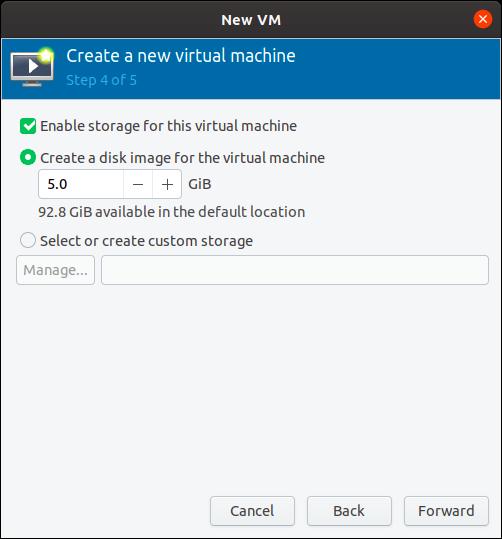 New VM
Create a new virtual machine
Step 4 of 5
Enable storage for this virtual machine
Create a disk image for the virtual machine
5.0 − + GiB
92.8 GiB available in the default location
Select or create custom storage
Manage...
Cancel Back Forward